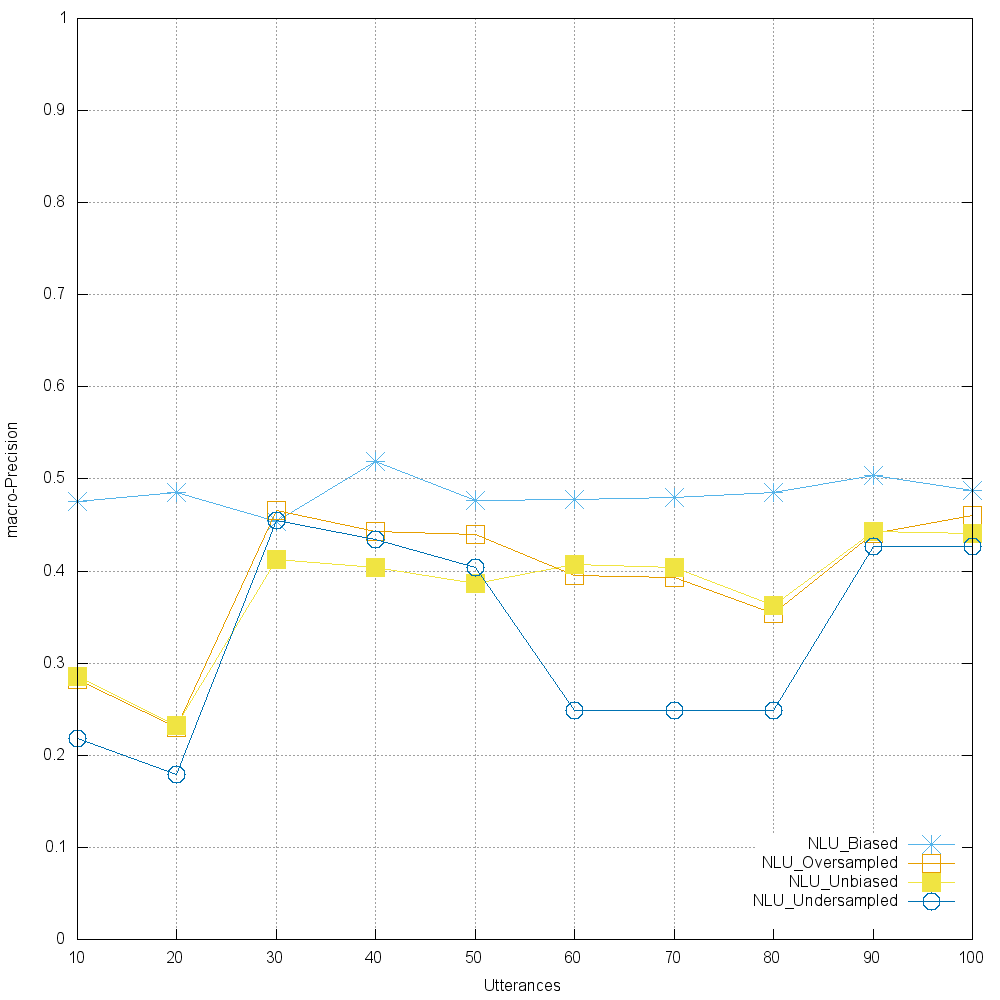 1
0.9
0.8
0.7
0.6
0.5
0.4
0.3
0.2
0.1
0
macro-Precision
NLU_Biased
NLU_Oversampled
NLU_Unbiased
NLU_Undersampled
10 20 30 40 50 60 70 80 90 100
Utterances